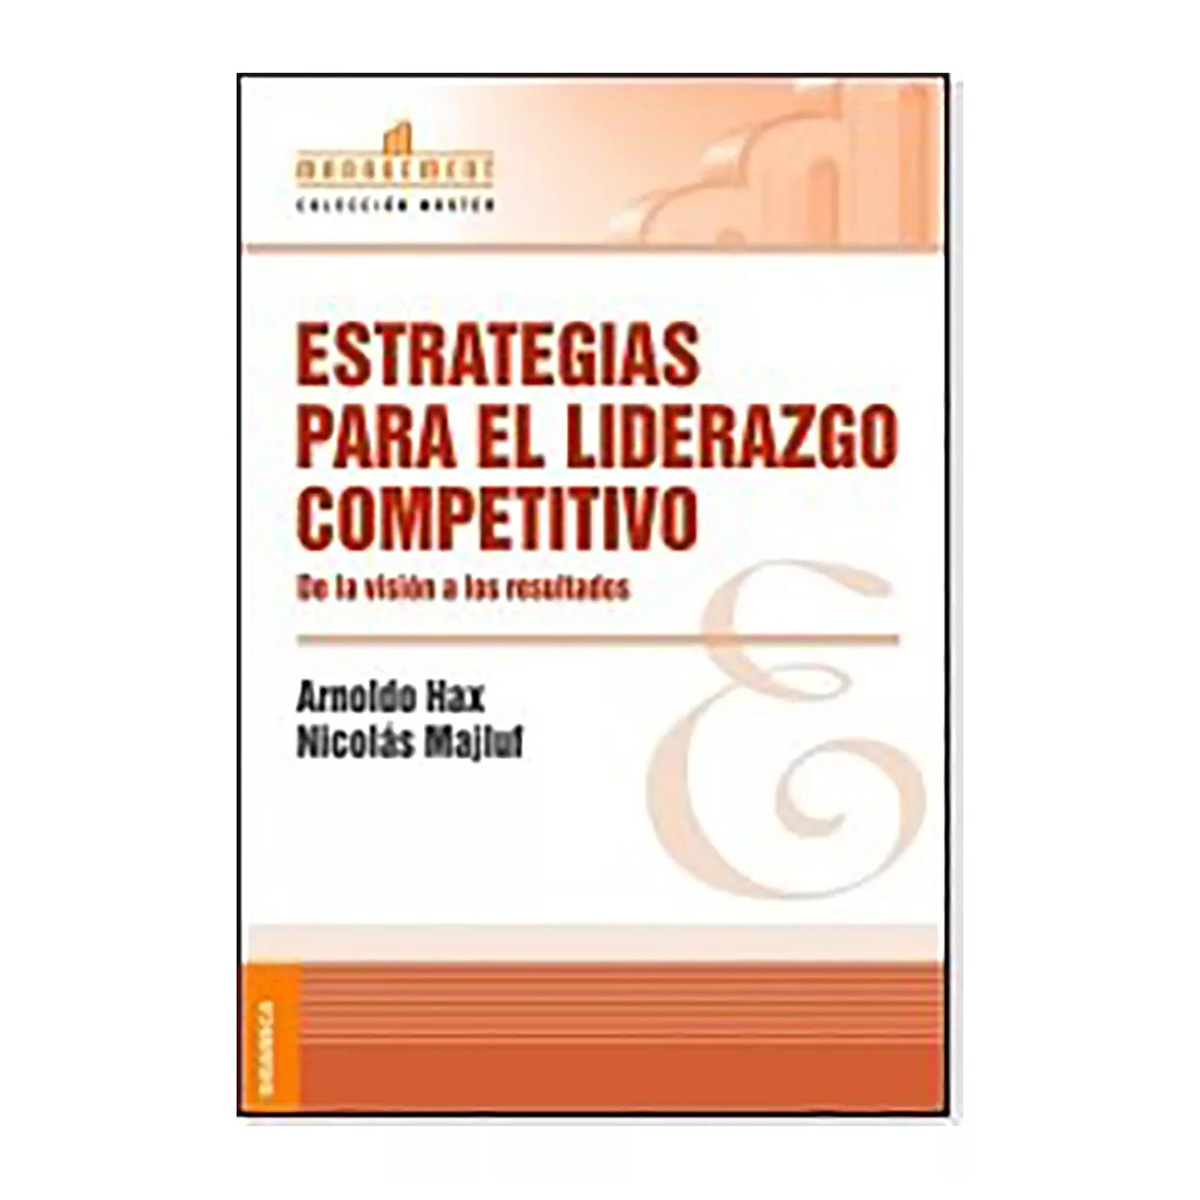 MANAGEMENT
COLECCIÓN MASTER
ESTRATEGIAS
PARA EL LIDERAZGO
COMPETITIVO
De la visión a los resultados
Arnoldo Hax
Nicolás Majluf
GRANICA